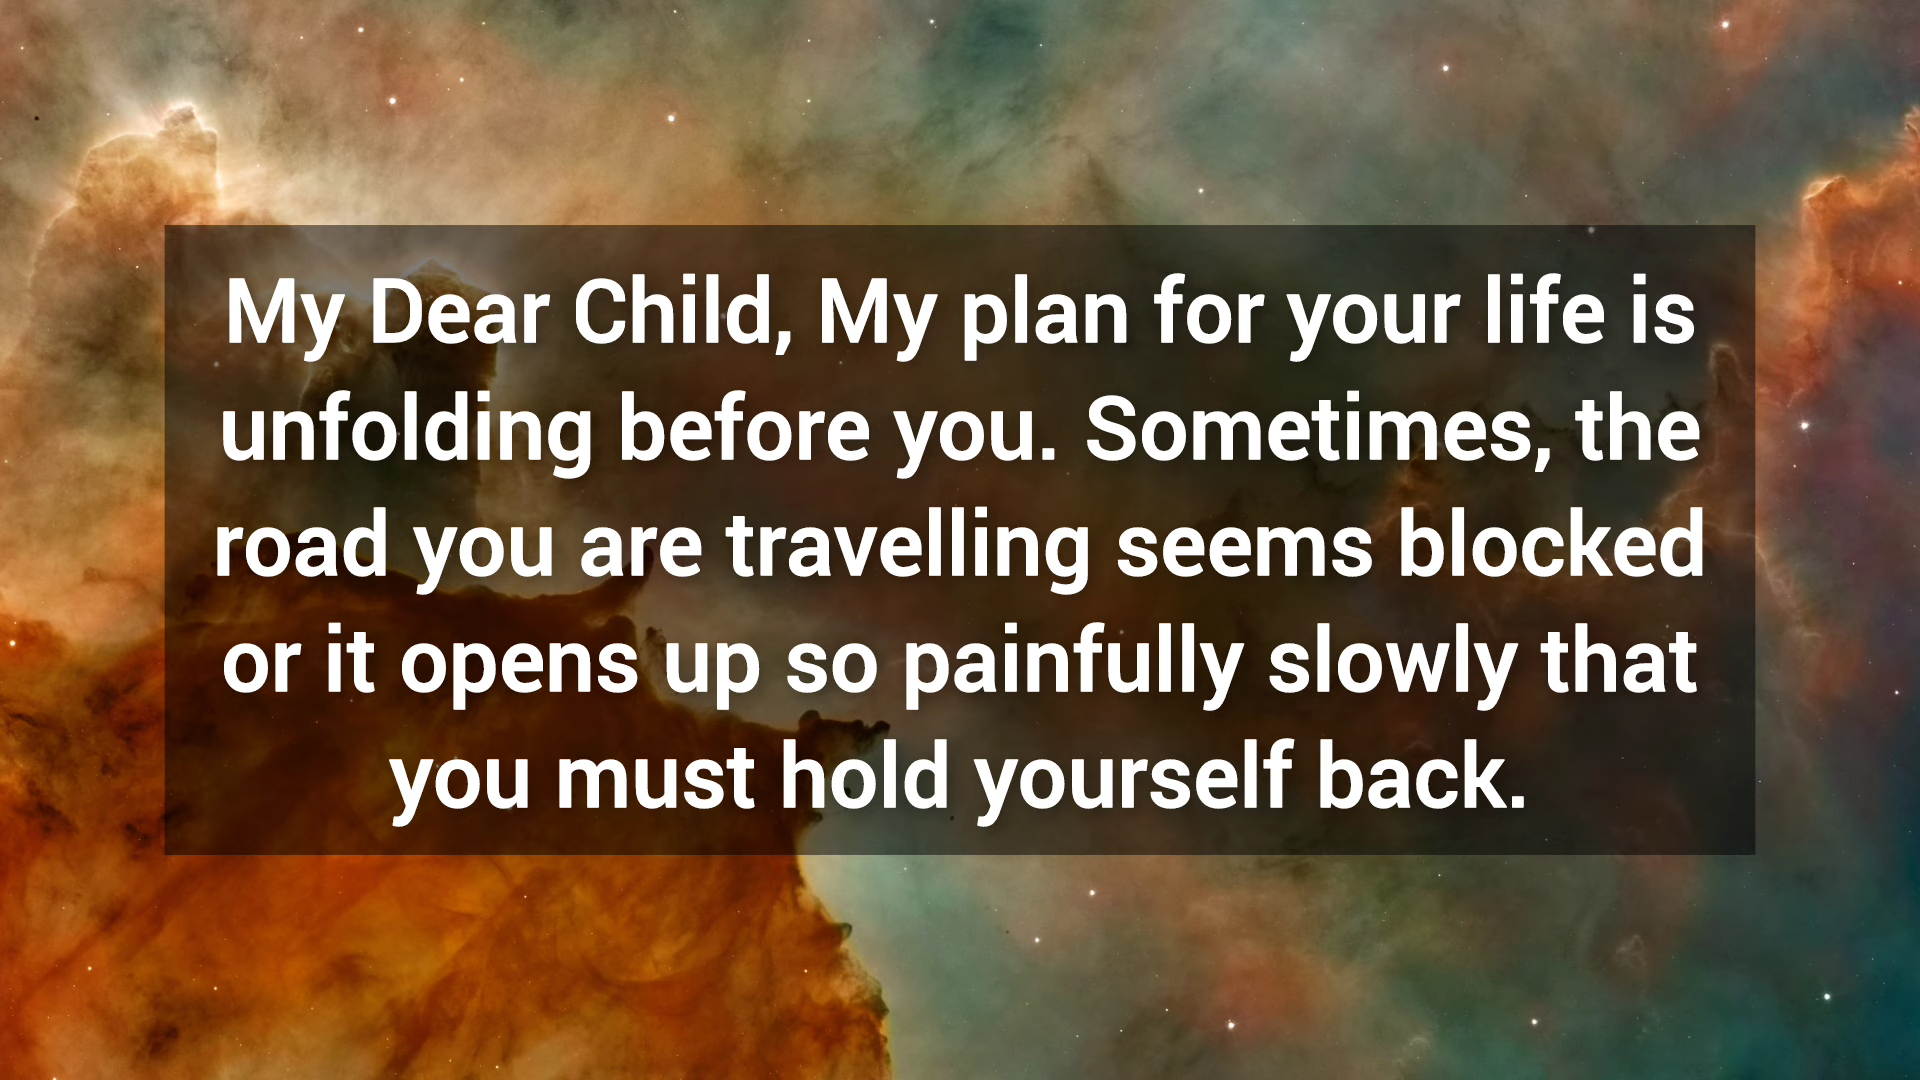 My Dear Child, My plan for your life is
unfolding before you. Sometimes, the
road you are travelling seems blocked
or it opens up so painfully slowly that
you must hold yourself back.